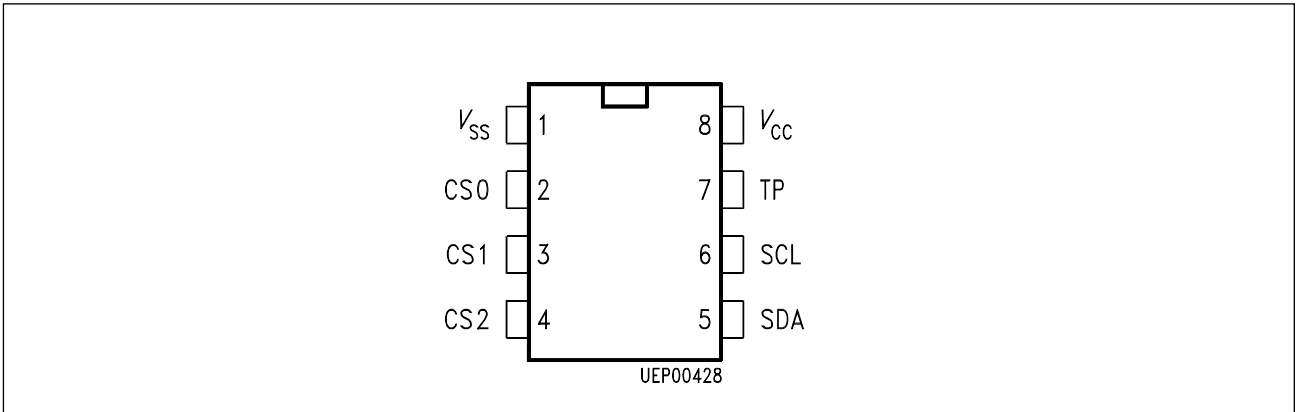 VSS 1 8 VCC
CS0 2 7 TP
CS1 3 6 SCL
CS2 4 5 SDA
UEP00428